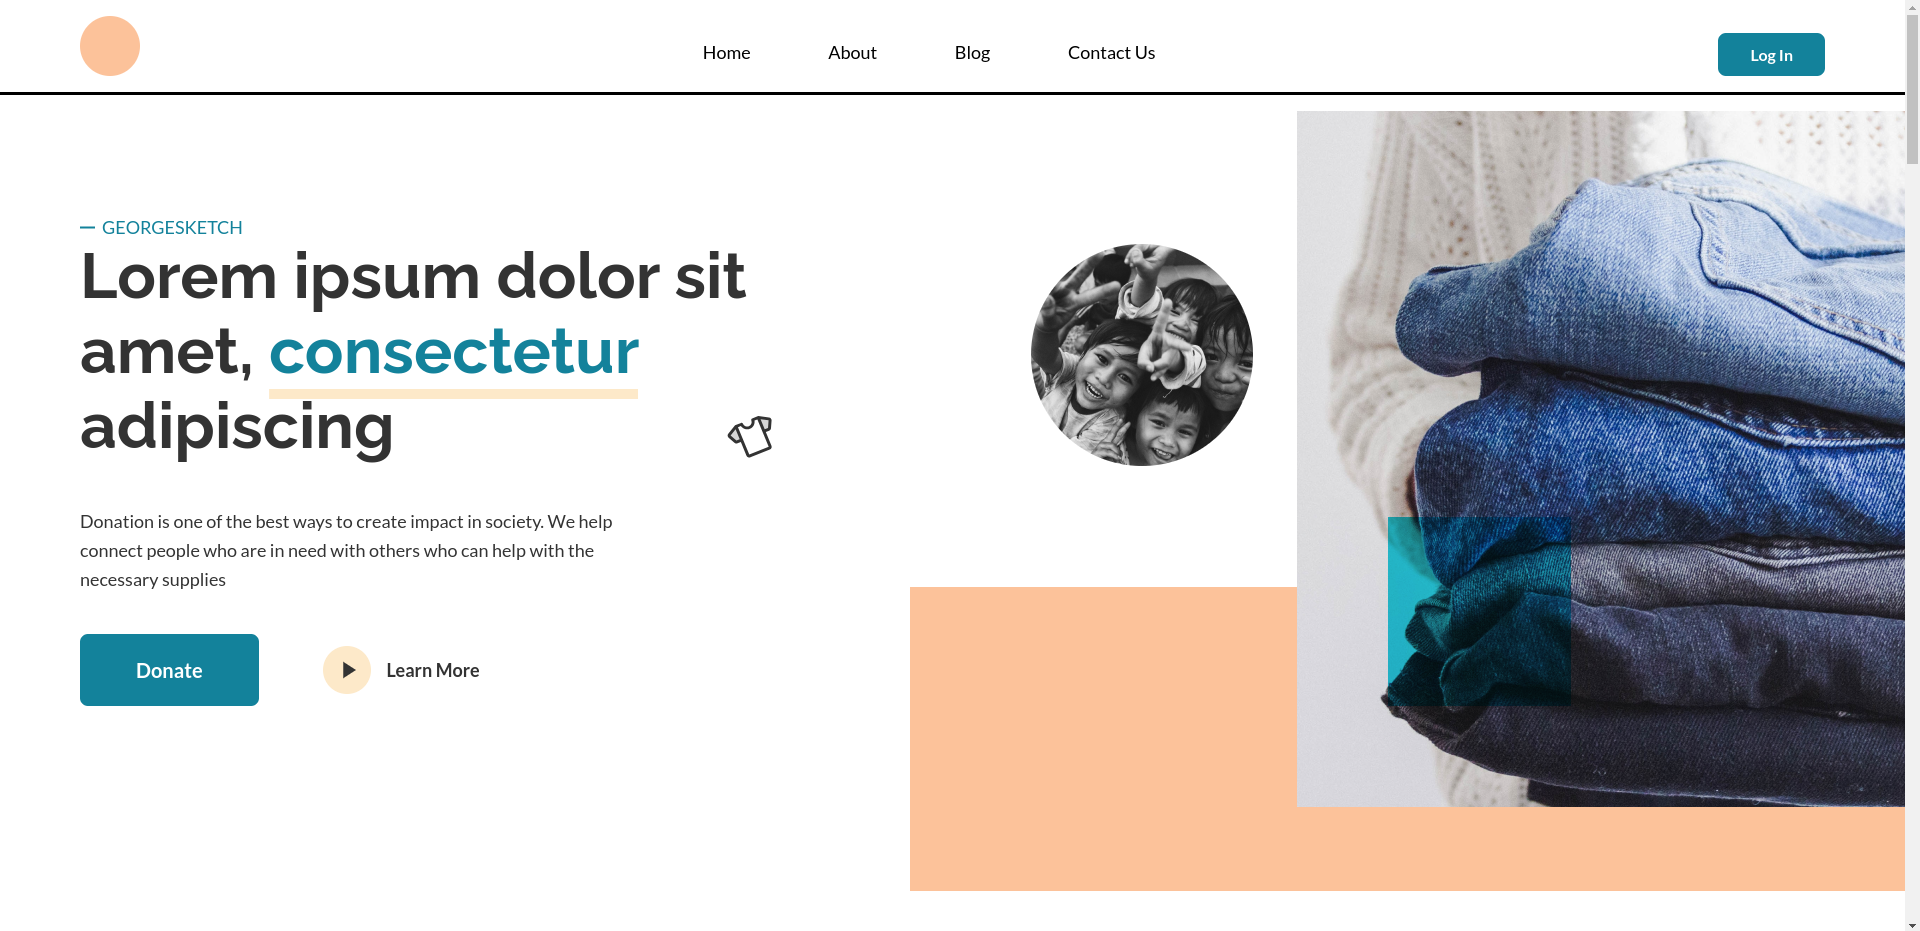 Home
About
Blog
Contact Us
Log In
GEORGESKETCH
Lorem ipsum dolor sit
amet, consectetur
adipiscing
Donation is one of the best ways to create impact in society. We help
connect people who are in need with others who can help with the
necessary supplies
Donate
Learn More